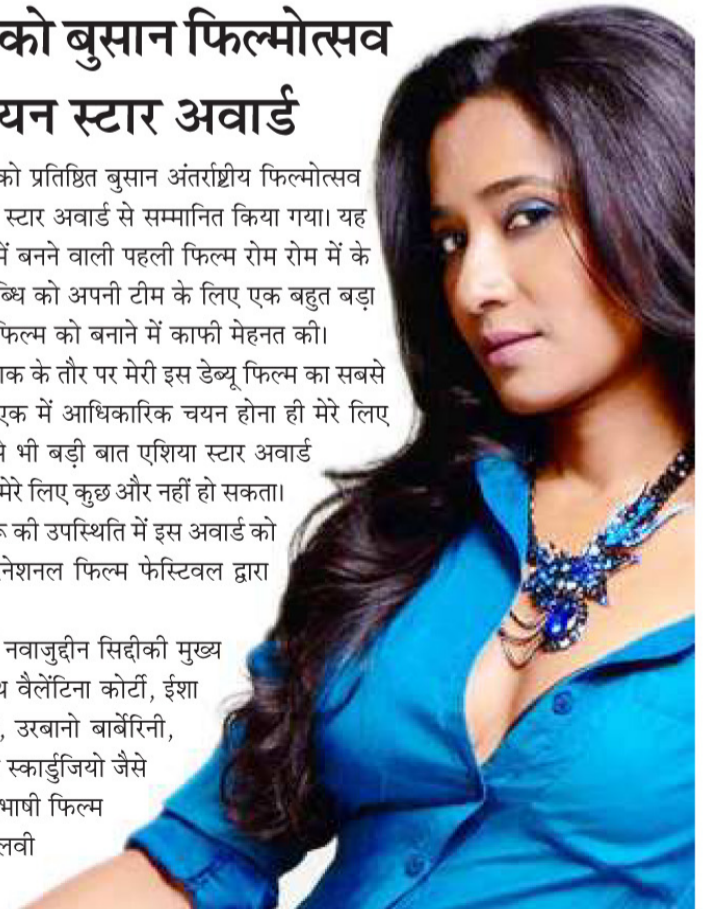 को बुसान फिल्मोत्सव
यन स्टार अवार्ड
को प्रतिष्ठित बुसान अंतर्राष्ट्रीय फिल्मोत्सव
स्टार अवार्ड से सम्मानित किया गया। यह
में बनने वाली पहली फिल्म रोम रोम में के
ब्धि को अपनी टीम के लिए एक बहुत बड़ा
फिल्म को बनाने में काफी मेहनत की।
क के तौर पर मेरी इस डेब्यू फिल्म का सबसे
एक में आधिकारिक चयन होना ही मेरे लिए
भी बड़ी बात एशिया स्टार अवार्ड
मेरे लिए कुछ और नहीं हो सकता।
की उपस्थिति में इस अवार्ड को
नेशनल फिल्म फेस्टिवल द्वारा
नवाजुद्दीन सिद्दीकी मुख्य
वैलेंटिना कोर्टी, ईशा
, उरबानो बार्बेरिनी,
स्कार्डुजियो जैसे
भाषी फिल्म
लवी